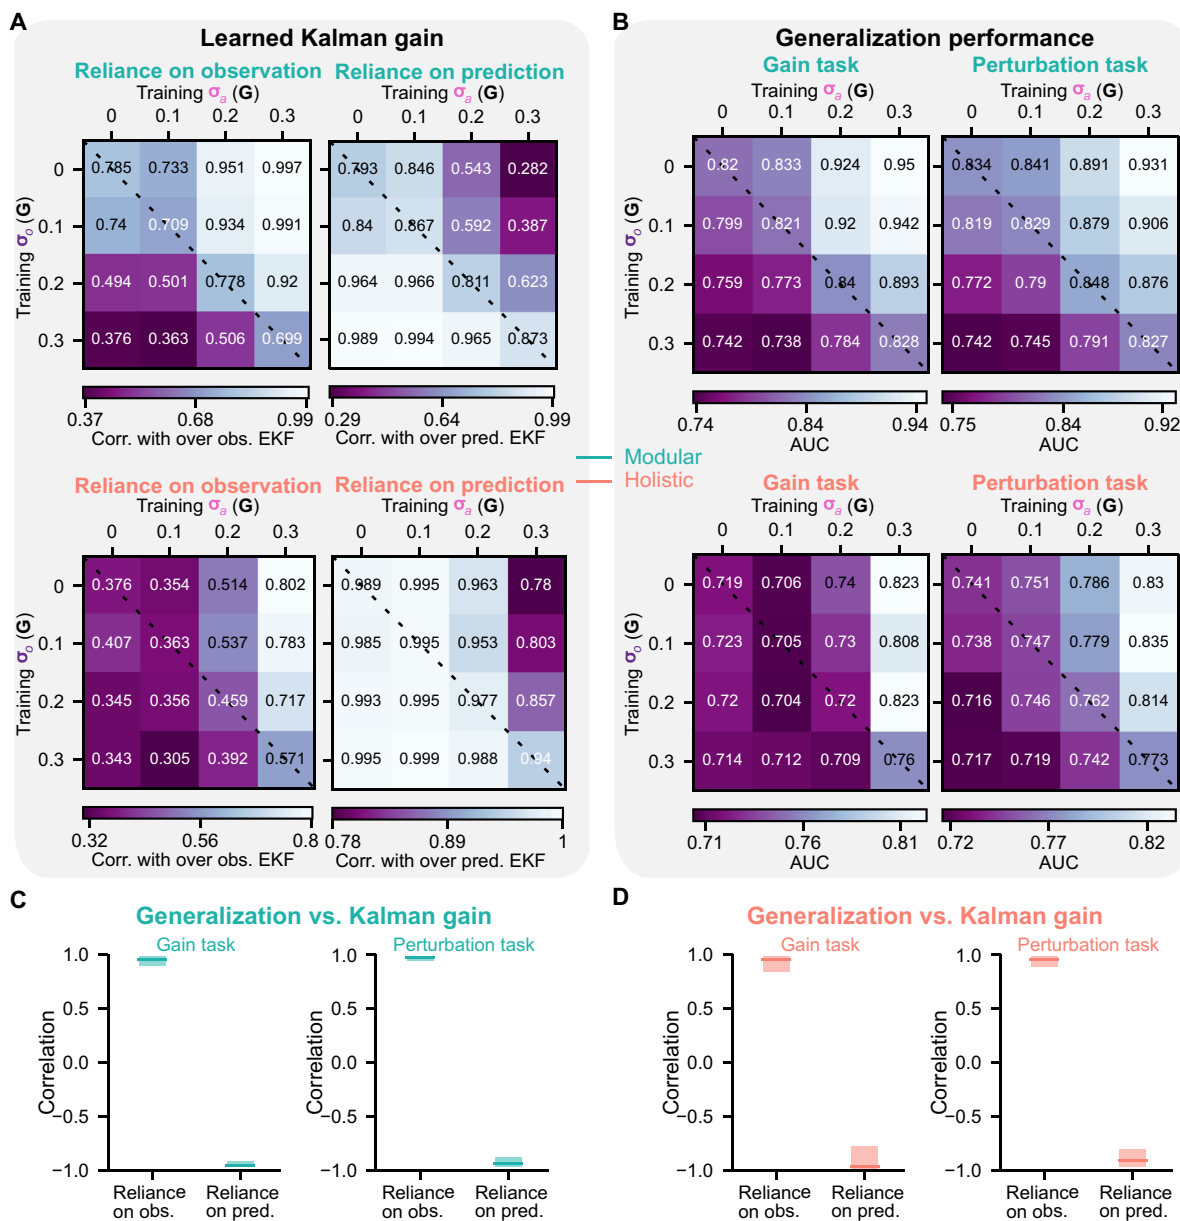 A
Learned Kalman gain
Reliance on observation Reliance on prediction
Training σa (G) Training σa (G)
0 0.1 0.2 0.3 0 0.1 0.2 0.3
Training σo (G)
0 0.785 0.733 0.951 0.997 0.793 0.846 0.543 0.282
0.1 0.74 0.709 0.934 0.991 0.84 0.867 0.592 0.387
0.2 0.494 0.501 0.778 0.92 0.964 0.966 0.811 0.623
0.3 0.376 0.363 0.506 0.699 0.989 0.994 0.965 0.873
0.37 0.68 0.99 0.29 0.64 0.99
Corr. with over obs. EKF Corr. with over pred. EKF
Modular
Holistic
Reliance on observation Reliance on prediction
Training σa (G) Training σa (G)
0 0.1 0.2 0.3 0 0.1 0.2 0.3
Training σo (G)
0 0.376 0.354 0.514 0.802 0.989 0.995 0.963 0.78
0.1 0.407 0.363 0.537 0.783 0.985 0.995 0.953 0.803
0.2 0.345 0.356 0.459 0.717 0.993 0.995 0.977 0.857
0.3 0.343 0.305 0.392 0.571 0.995 0.999 0.988 0.94
0.32 0.56 0.8 0.78 0.89 1
Corr. with over obs. EKF Corr. with over pred. EKF
B
Generalization performance
Gain task Perturbation task
Training σa (G) Training σa (G)
0 0.1 0.2 0.3 0 0.1 0.2 0.3
Training σo (G)
0 0.82 0.833 0.924 0.95 0.834 0.841 0.891 0.931
0.1 0.799 0.821 0.92 0.942 0.819 0.829 0.879 0.906
0.2 0.759 0.773 0.84 0.893 0.772 0.79 0.848 0.876
0.3 0.742 0.738 0.784 0.828 0.742 0.745 0.791 0.827
0.74 0.84 0.94 0.75 0.84 0.92
AUC AUC
Gain task Perturbation task
Training σa (G) Training σa (G)
0 0.1 0.2 0.3 0 0.1 0.2 0.3
Training σo (G)
0 0.719 0.706 0.74 0.823 0.741 0.751 0.786 0.83
0.1 0.723 0.705 0.73 0.808 0.738 0.747 0.779 0.835
0.2 0.72 0.704 0.72 0.823 0.716 0.746 0.762 0.814
0.3 0.714 0.712 0.709 0.76 0.717 0.719 0.742 0.773
0.71 0.76 0.81 0.72 0.77 0.82
AUC AUC
C
Generalization vs. Kalman gain
Gain task Perturbation task
Correlation Correlation
1.0 1.0
0.5 0.5
0.0 0.0
−0.5 −0.5
−1.0 −1.0
Reliance Reliance Reliance Reliance
on obs. on pred. on obs. on pred.
D
Generalization vs. Kalman gain
Gain task Perturbation task
Correlation Correlation
1.0 1.0
0.5 0.5
0.0 0.0
−0.5 −0.5
−1.0 −1.0
Reliance Reliance Reliance Reliance
on obs. on pred. on obs. on pred.